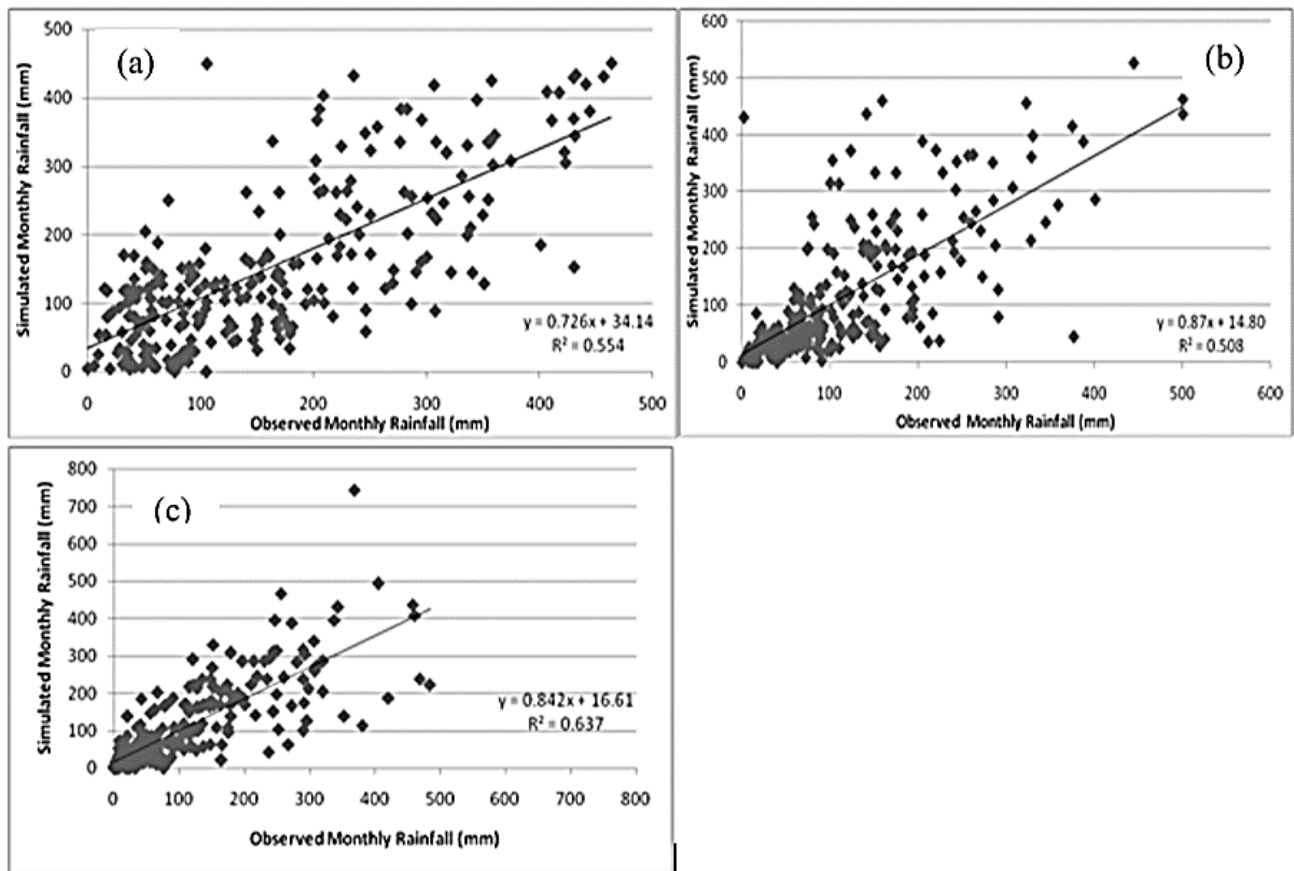 (a)
Simulated Monthly Rainfall (mm)
500
400
300
200
100
0
0 100 200 300 400 500
Observed Monthly Rainfall (mm)
y = 0.726x + 34.14
R² = 0.554
(b)
Simulated Monthly Rainfall (mm)
600
500
400
300
200
100
0
0 100 200 300 400 500 600
Observed Monthly Rainfall (mm)
y = 0.87x + 14.80
R² = 0.508
(c)
Simulated Monthly Rainfall (mm)
800
700
600
500
400
300
200
100
0
0 100 200 300 400 500 600 700 800
Observed Monthly Rainfall (mm)
y = 0.842x + 16.61
R² = 0.637